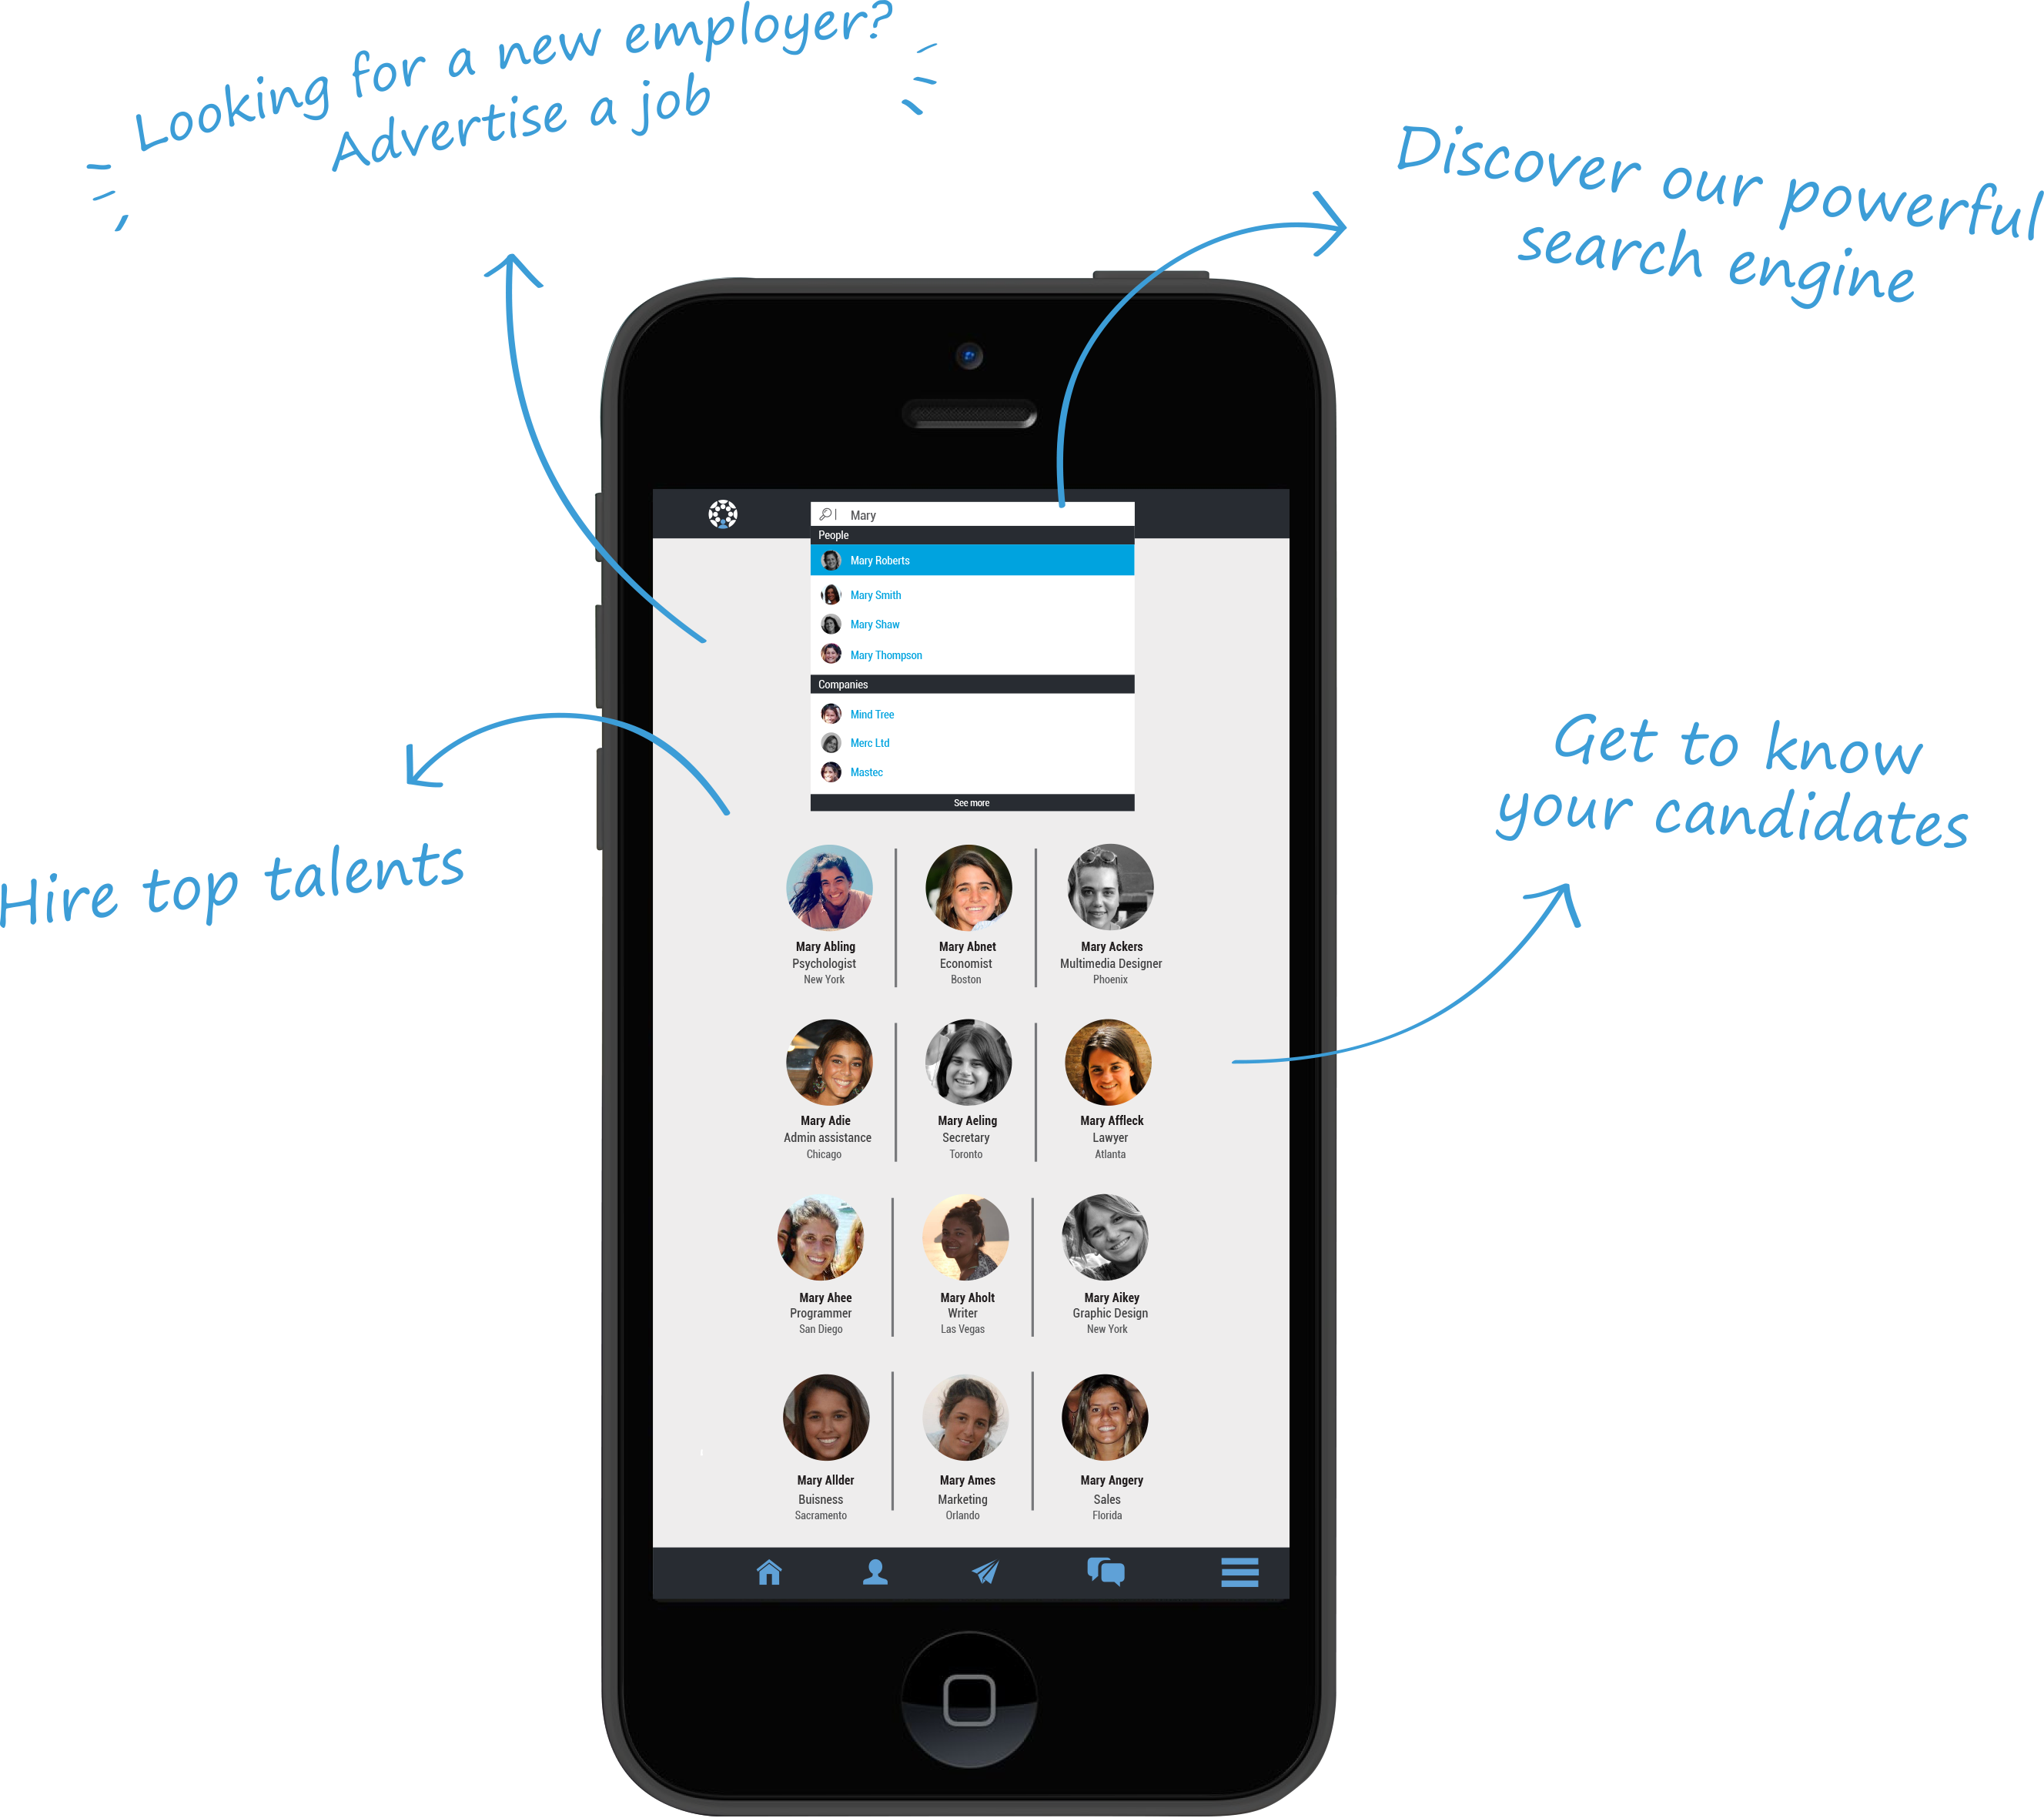 Looking for a new employer?
Advertise a job
Discover our powerful
search engine
Hire top talents
Get to know
your candidates
Mary
People
Mary Roberts
Mary Smith
Mary Shaw
Mary Thompson
Companies
Mind Tree
Merc Ltd
Mastec
See more
Mary Abling
Psychologist
New York
Mary Abnet
Economist
Boston
Mary Ackers
Multimedia Designer
Phoenix
Mary Adie
Admin assistance
Chicago
Mary Aeling
Secretary
Toronto
Mary Affleck
Lawyer
Atlanta
Mary Ahee
Programmer
San Diego
Mary Aholt
Writer
Las Vegas
Mary Aikey
Graphic Design
New York
Mary Allder
Buisness
Sacramento
Mary Ames
Marketing
Orlando
Mary Angery
Sales
Florida